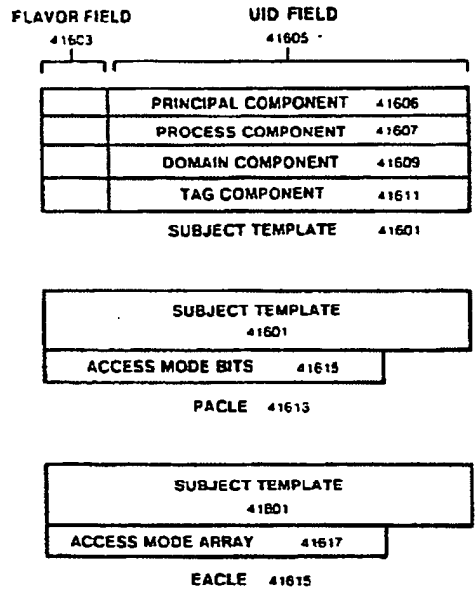 FLAVOR FIELD UID FIELD
41603 41605
PRINCIPAL COMPONENT 41606
PROCESS COMPONENT 41607
DOMAIN COMPONENT 41609
TAG COMPONENT 41611
SUBJECT TEMPLATE 41601
SUBJECT TEMPLATE
41601
ACCESS MODE BITS 41615
PACLE 41613
SUBJECT TEMPLATE
41801
ACCESS MODE ARRAY 41617
EACLE 41615